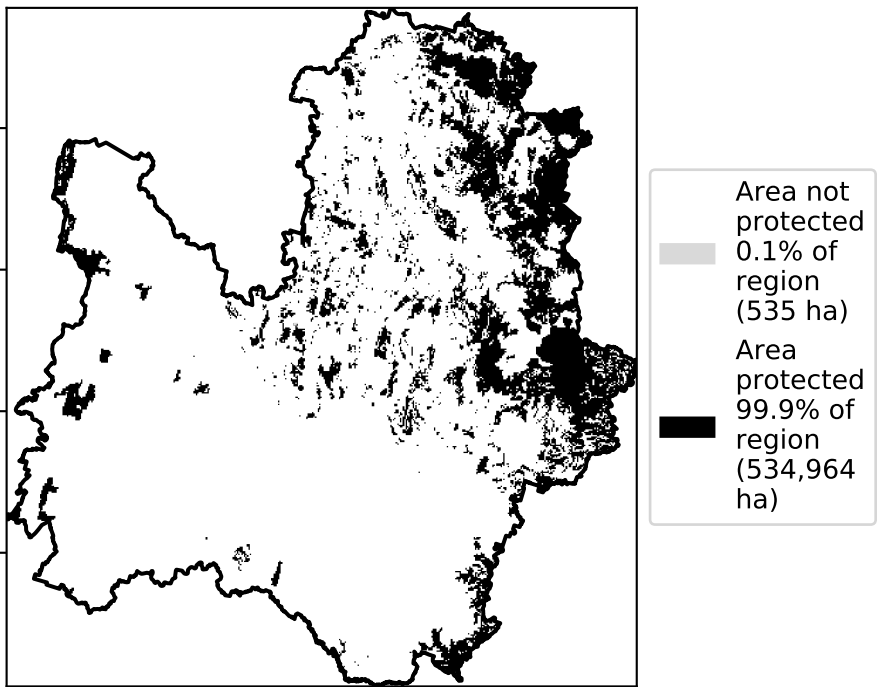 Area not
protected
0.1% of
region
(535 ha)
Area
protected
99.9% of
region
(534,964
ha)